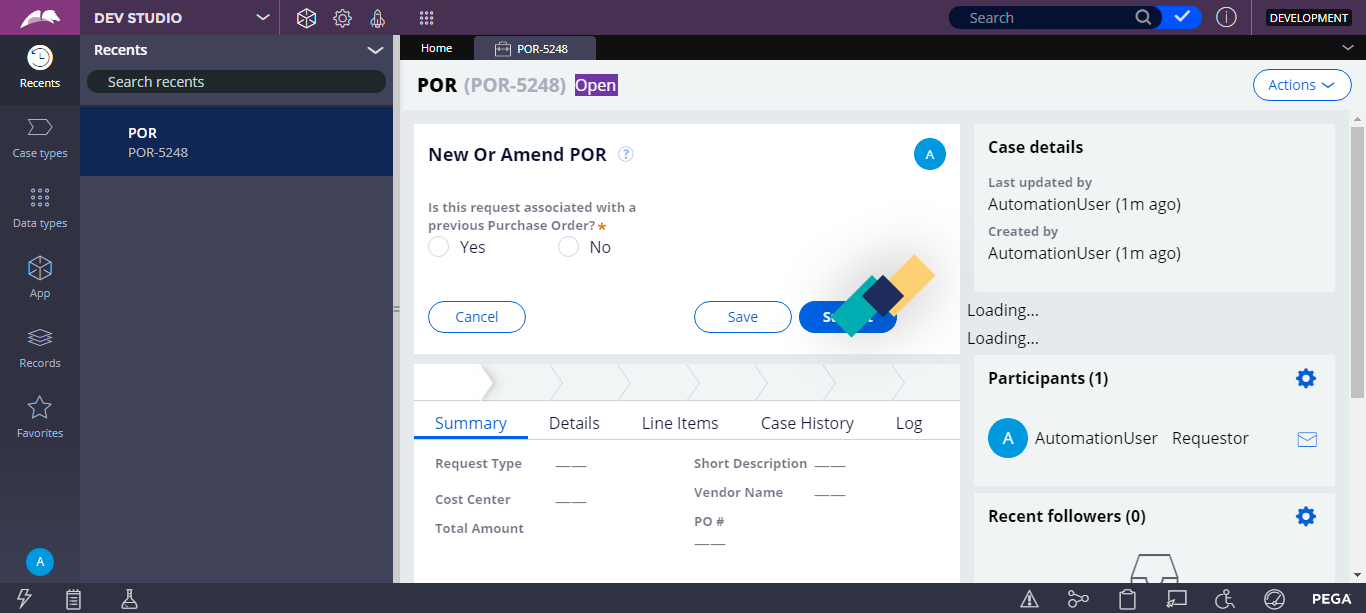 DEV STUDIO
Search
DEVELOPMENT
Recents
Recents
Home
POR-5248
Search recents
POR
POR-5248
Case types
Data types
App
Records
Favorites
A
POR (POR-5248) Open
Actions
New Or Amend POR ?
A
Is this request associated with a
previous Purchase Order? *
Yes
No
Cancel
Save
Summary
Details
Line Items
Case History
Log
Request Type
Cost Center
Total Amount
Short Description
Vendor Name
PO #
Case details
Last updated by
AutomationUser (1m ago)
Created by
AutomationUser (1m ago)
Loading...
Loading...
Participants (1)
A
AutomationUser
Requestor
Recent followers (0)
PEGA